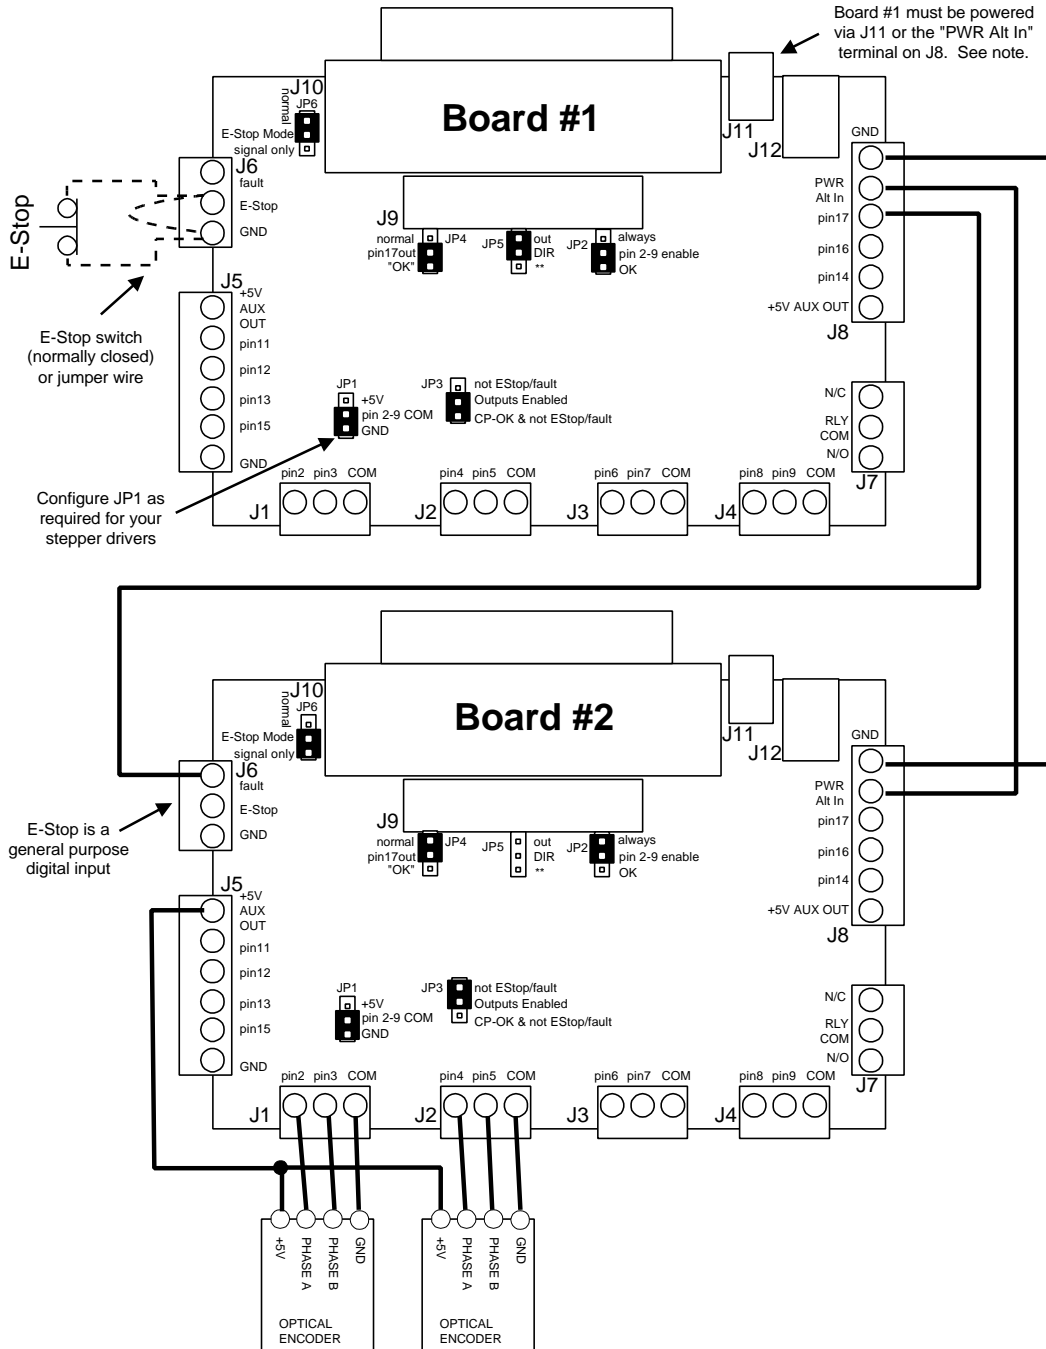 Board #1 must be powered
via J11 or the "PWR Alt In"
terminal on J8.  See note.
J10
normal
JP6
E-Stop Mode
signal only
Board #1
J11
J12
GND
PWR
Alt In
pin17
pin16
pin14
+5V AUX OUT
J8
E-Stop
J6
fault
E-Stop
GND
J9
normal
pin17out
"OK"
JP4
JP5
out
DIR
**
JP2
always
pin 2-9 enable
OK
E-Stop switch
(normally closed)
or jumper wire
J5
+5V
AUX
OUT
pin11
pin12
pin13
pin15
GND
JP1
+5V
pin 2-9 COM
GND
JP3
not EStop/fault
Outputs Enabled
CP-OK & not EStop/fault
N/C
RLY
COM
N/O
J7
Configure JP1 as
required for your
stepper drivers
pin2 pin3 COM
J1
pin4 pin5 COM
J2
pin6 pin7 COM
J3
pin8 pin9 COM
J4
J10
normal
JP6
E-Stop Mode
signal only
Board #2
J11
J12
GND
PWR
Alt In
pin17
pin16
pin14
+5V AUX OUT
J8
J6
fault
E-Stop
GND
E-Stop is a
general purpose
digital input
J9
normal
pin17out
"OK"
JP4
JP5
out
DIR
**
JP2
always
pin 2-9 enable
OK
J5
+5V
AUX
OUT
pin11
pin12
pin13
pin15
GND
JP1
+5V
pin 2-9 COM
GND
JP3
not EStop/fault
Outputs Enabled
CP-OK & not EStop/fault
N/C
RLY
COM
N/O
J7
pin2 pin3 COM
J1
pin4 pin5 COM
J2
pin6 pin7 COM
J3
pin8 pin9 COM
J4
+5V
PHASE A
PHASE B
GND
OPTICAL
ENCODER
+5V
PHASE A
PHASE B
GND
OPTICAL
ENCODER